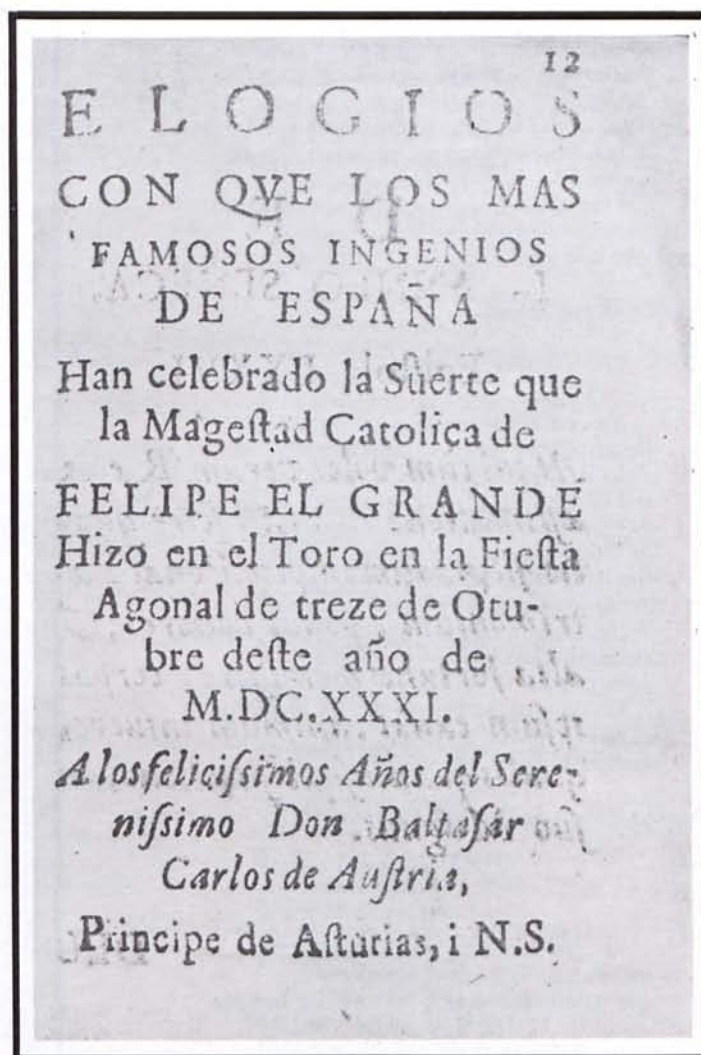 12
ELOGIOS
CON QVE LOS MAS
FAMOSOS INGENIOS
DE ESPAÑA
Han celebrado la Suerte que
la Mageſtad Catolica de
FELIPE EL GRANDE
Hizo en el Toro en la Fieſta
Agonal de treze de Otu-
bre deſte año de
M.DC.XXXI.
A los feliciſsimos Años del Sere-
niſsimo Don Baltaſar
Carlos de Auſtria,
Principe de Aſturias, i N.S.